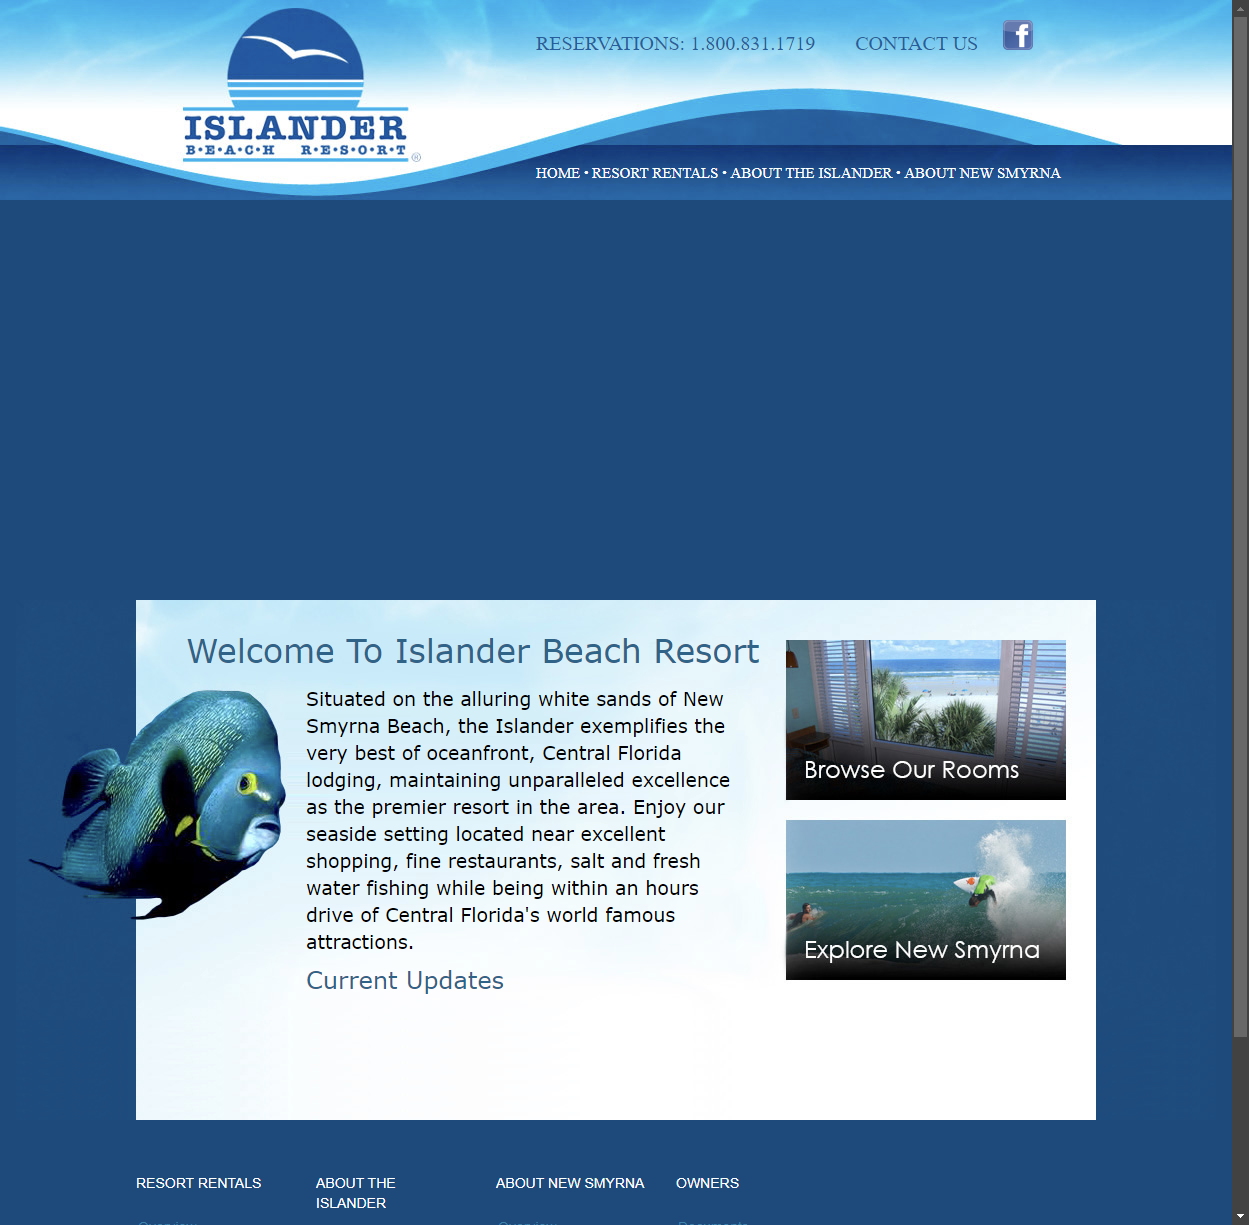 RESERVATIONS: 1.800.831.1719
CONTACT US
f
ISLANDER
B•E•A•C•H R•E•S•O•R•T
®
HOME • RESORT RENTALS • ABOUT THE ISLANDER • ABOUT NEW SMYRNA
Welcome To Islander Beach Resort
Situated on the alluring white sands of New
Smyrna Beach, the Islander exemplifies the
very best of oceanfront, Central Florida
lodging, maintaining unparalleled excellence
as the premier resort in the area. Enjoy our
seaside setting located near excellent
shopping, fine restaurants, salt and fresh
water fishing while being within an hours
drive of Central Florida's world famous
attractions.
Current Updates
Browse Our Rooms
Explore New Smyrna
RESORT RENTALS
ABOUT THE
ISLANDER
ABOUT NEW SMYRNA
OWNERS